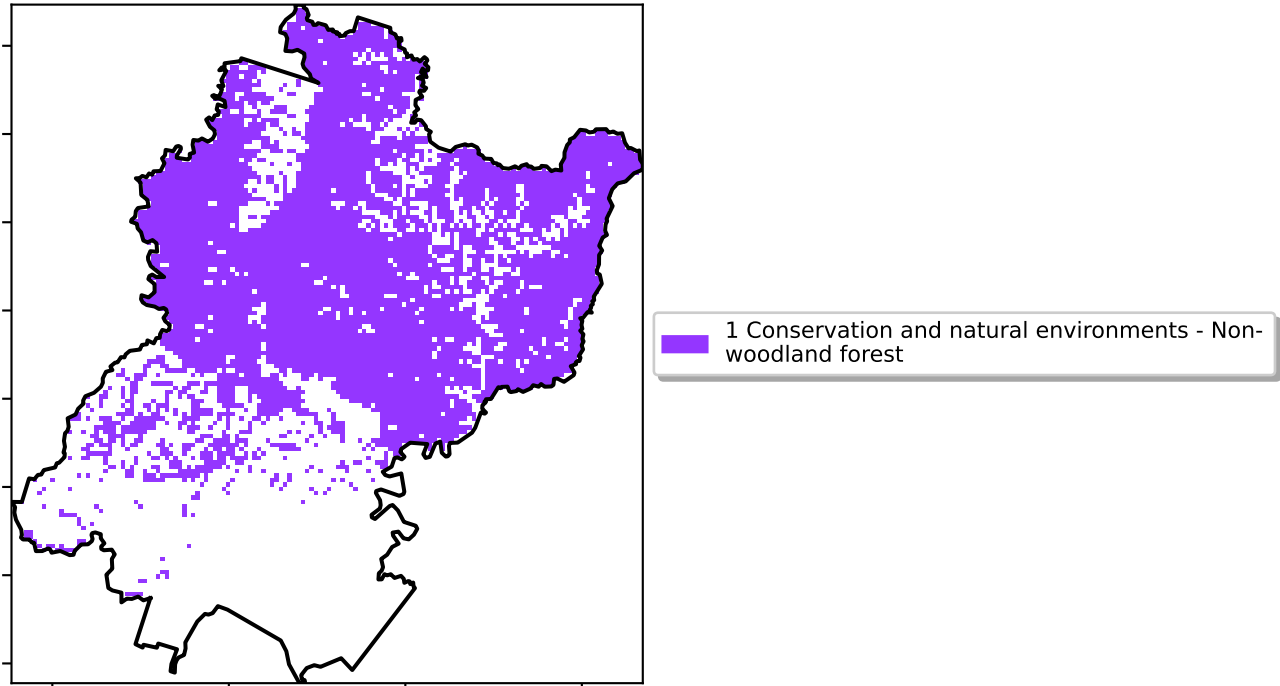 1 Conservation and natural environments - Non-
woodland forest